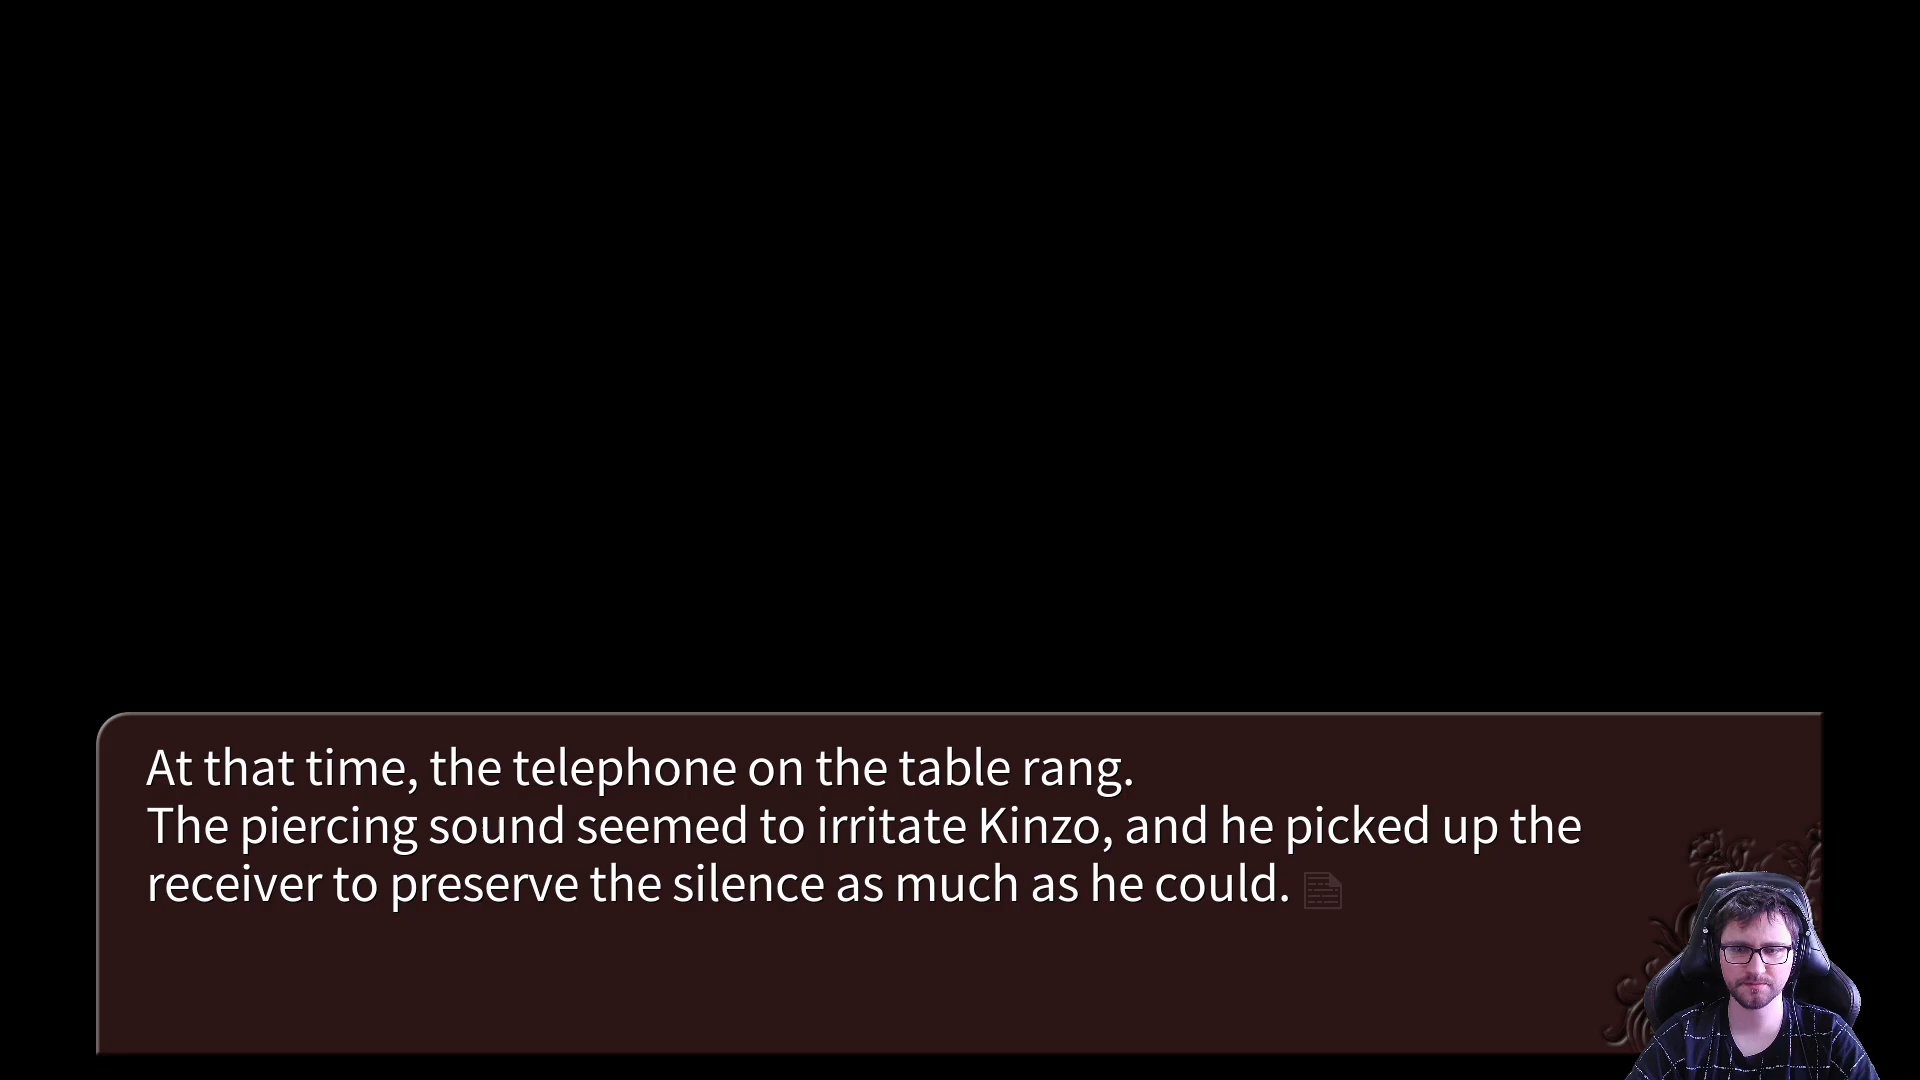 At that time, the telephone on the table rang.
The piercing sound seemed to irritate Kinzo, and he picked up the
receiver to preserve the silence as much as he could.